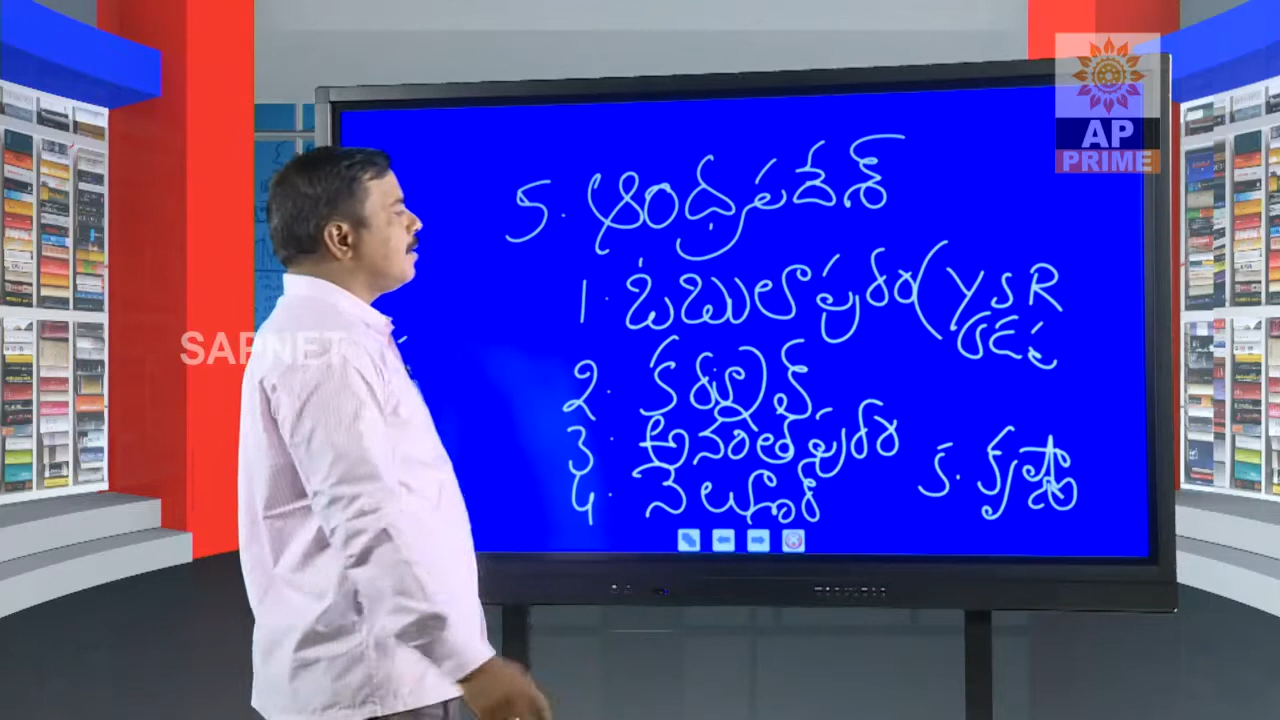 5. ఆంధ్రప్రదేశ్
1. ఓబులాపురం (YSR
కడప
2. కర్నూల్
3. అనంతపురం
4. నెల్లూర్
5. కృష్ణా
AP
PRIME
SAPNET